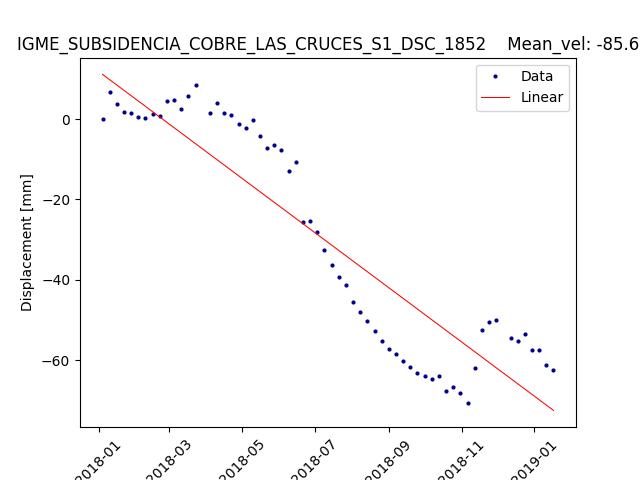 IGME_SUBSIDENCIA_COBRE_LAS_CRUCES_S1_DSC_1852 Mean_vel: -85.6
Data
Linear
Displacement [mm]
0
−20
−40
−60
2018-01
2018-03
2018-05
2018-07
2018-09
2018-11
2019-01